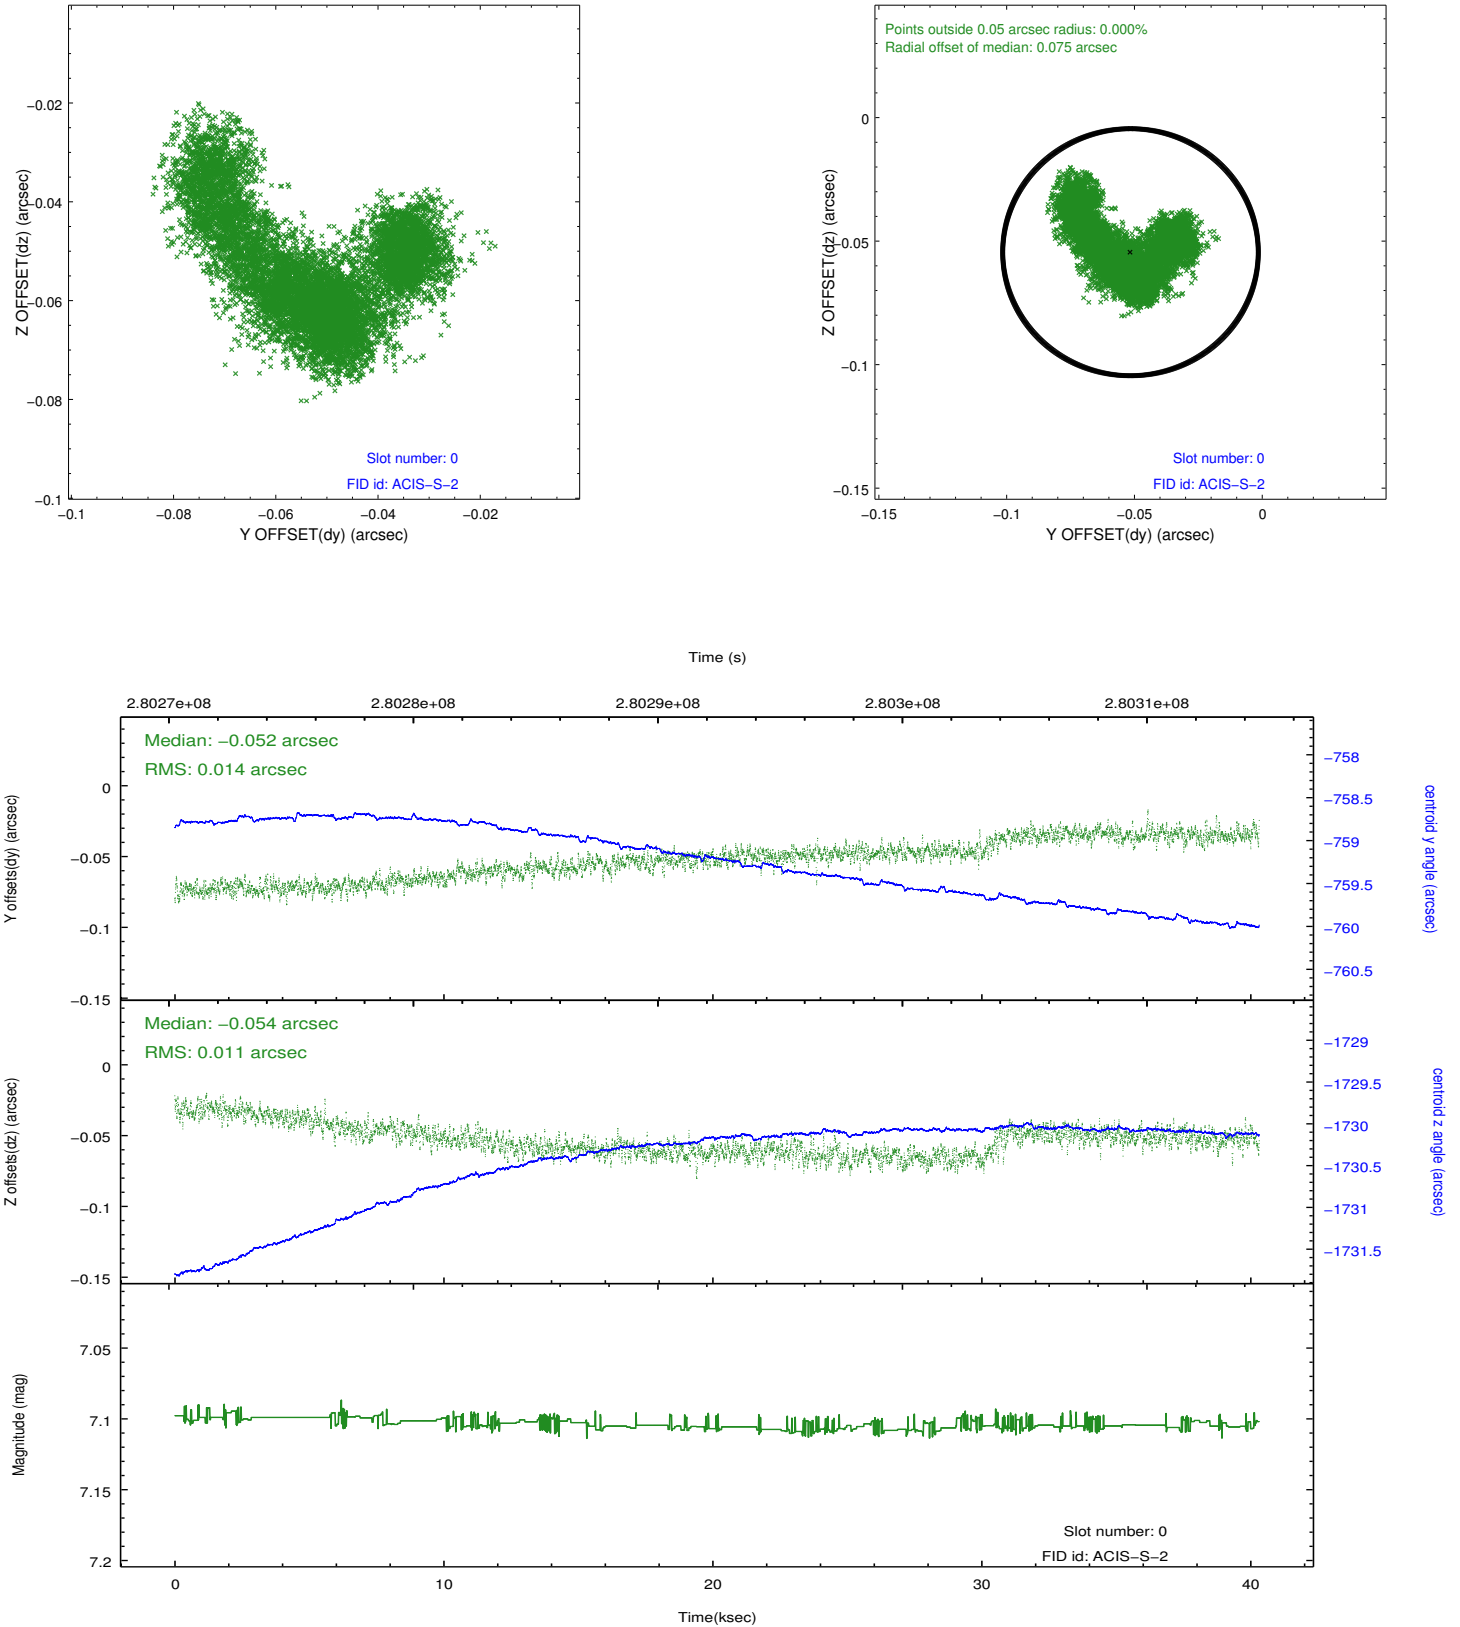 −0.02
−0.04
−0.06
−0.08
−0.1
Z OFFSET(dz) (arcsec)
Slot number: 0
FID id: ACIS−S−2
−0.1
−0.08
−0.06
−0.04
−0.02
Y OFFSET(dy) (arcsec)
Points outside 0.05 arcsec radius: 0.000%
Radial offset of median: 0.075 arcsec
0
−0.05
−0.1
−0.15
Z OFFSET(dz) (arcsec)
Slot number: 0
FID id: ACIS−S−2
−0.15
−0.1
−0.05
0
Y OFFSET(dy) (arcsec)
Time (s)
2.8027e+08
2.8028e+08
2.8029e+08
2.803e+08
2.8031e+08
Median: −0.052 arcsec
RMS: 0.014 arcsec
0
−0.05
−0.1
−0.15
Y offsets(dy) (arcsec)
−758
−758.5
−759
−759.5
−760
−760.5
centroid y angle (arcsec)
Median: −0.054 arcsec
RMS: 0.011 arcsec
0
−0.05
−0.1
−0.15
Z offsets(dz) (arcsec)
−1729
−1729.5
−1730
−1730.5
−1731
−1731.5
centroid z angle (arcsec)
7.05
7.1
7.15
7.2
Magnitude (mag)
Slot number: 0
FID id: ACIS−S−2
0
10
20
30
40
Time(ksec)